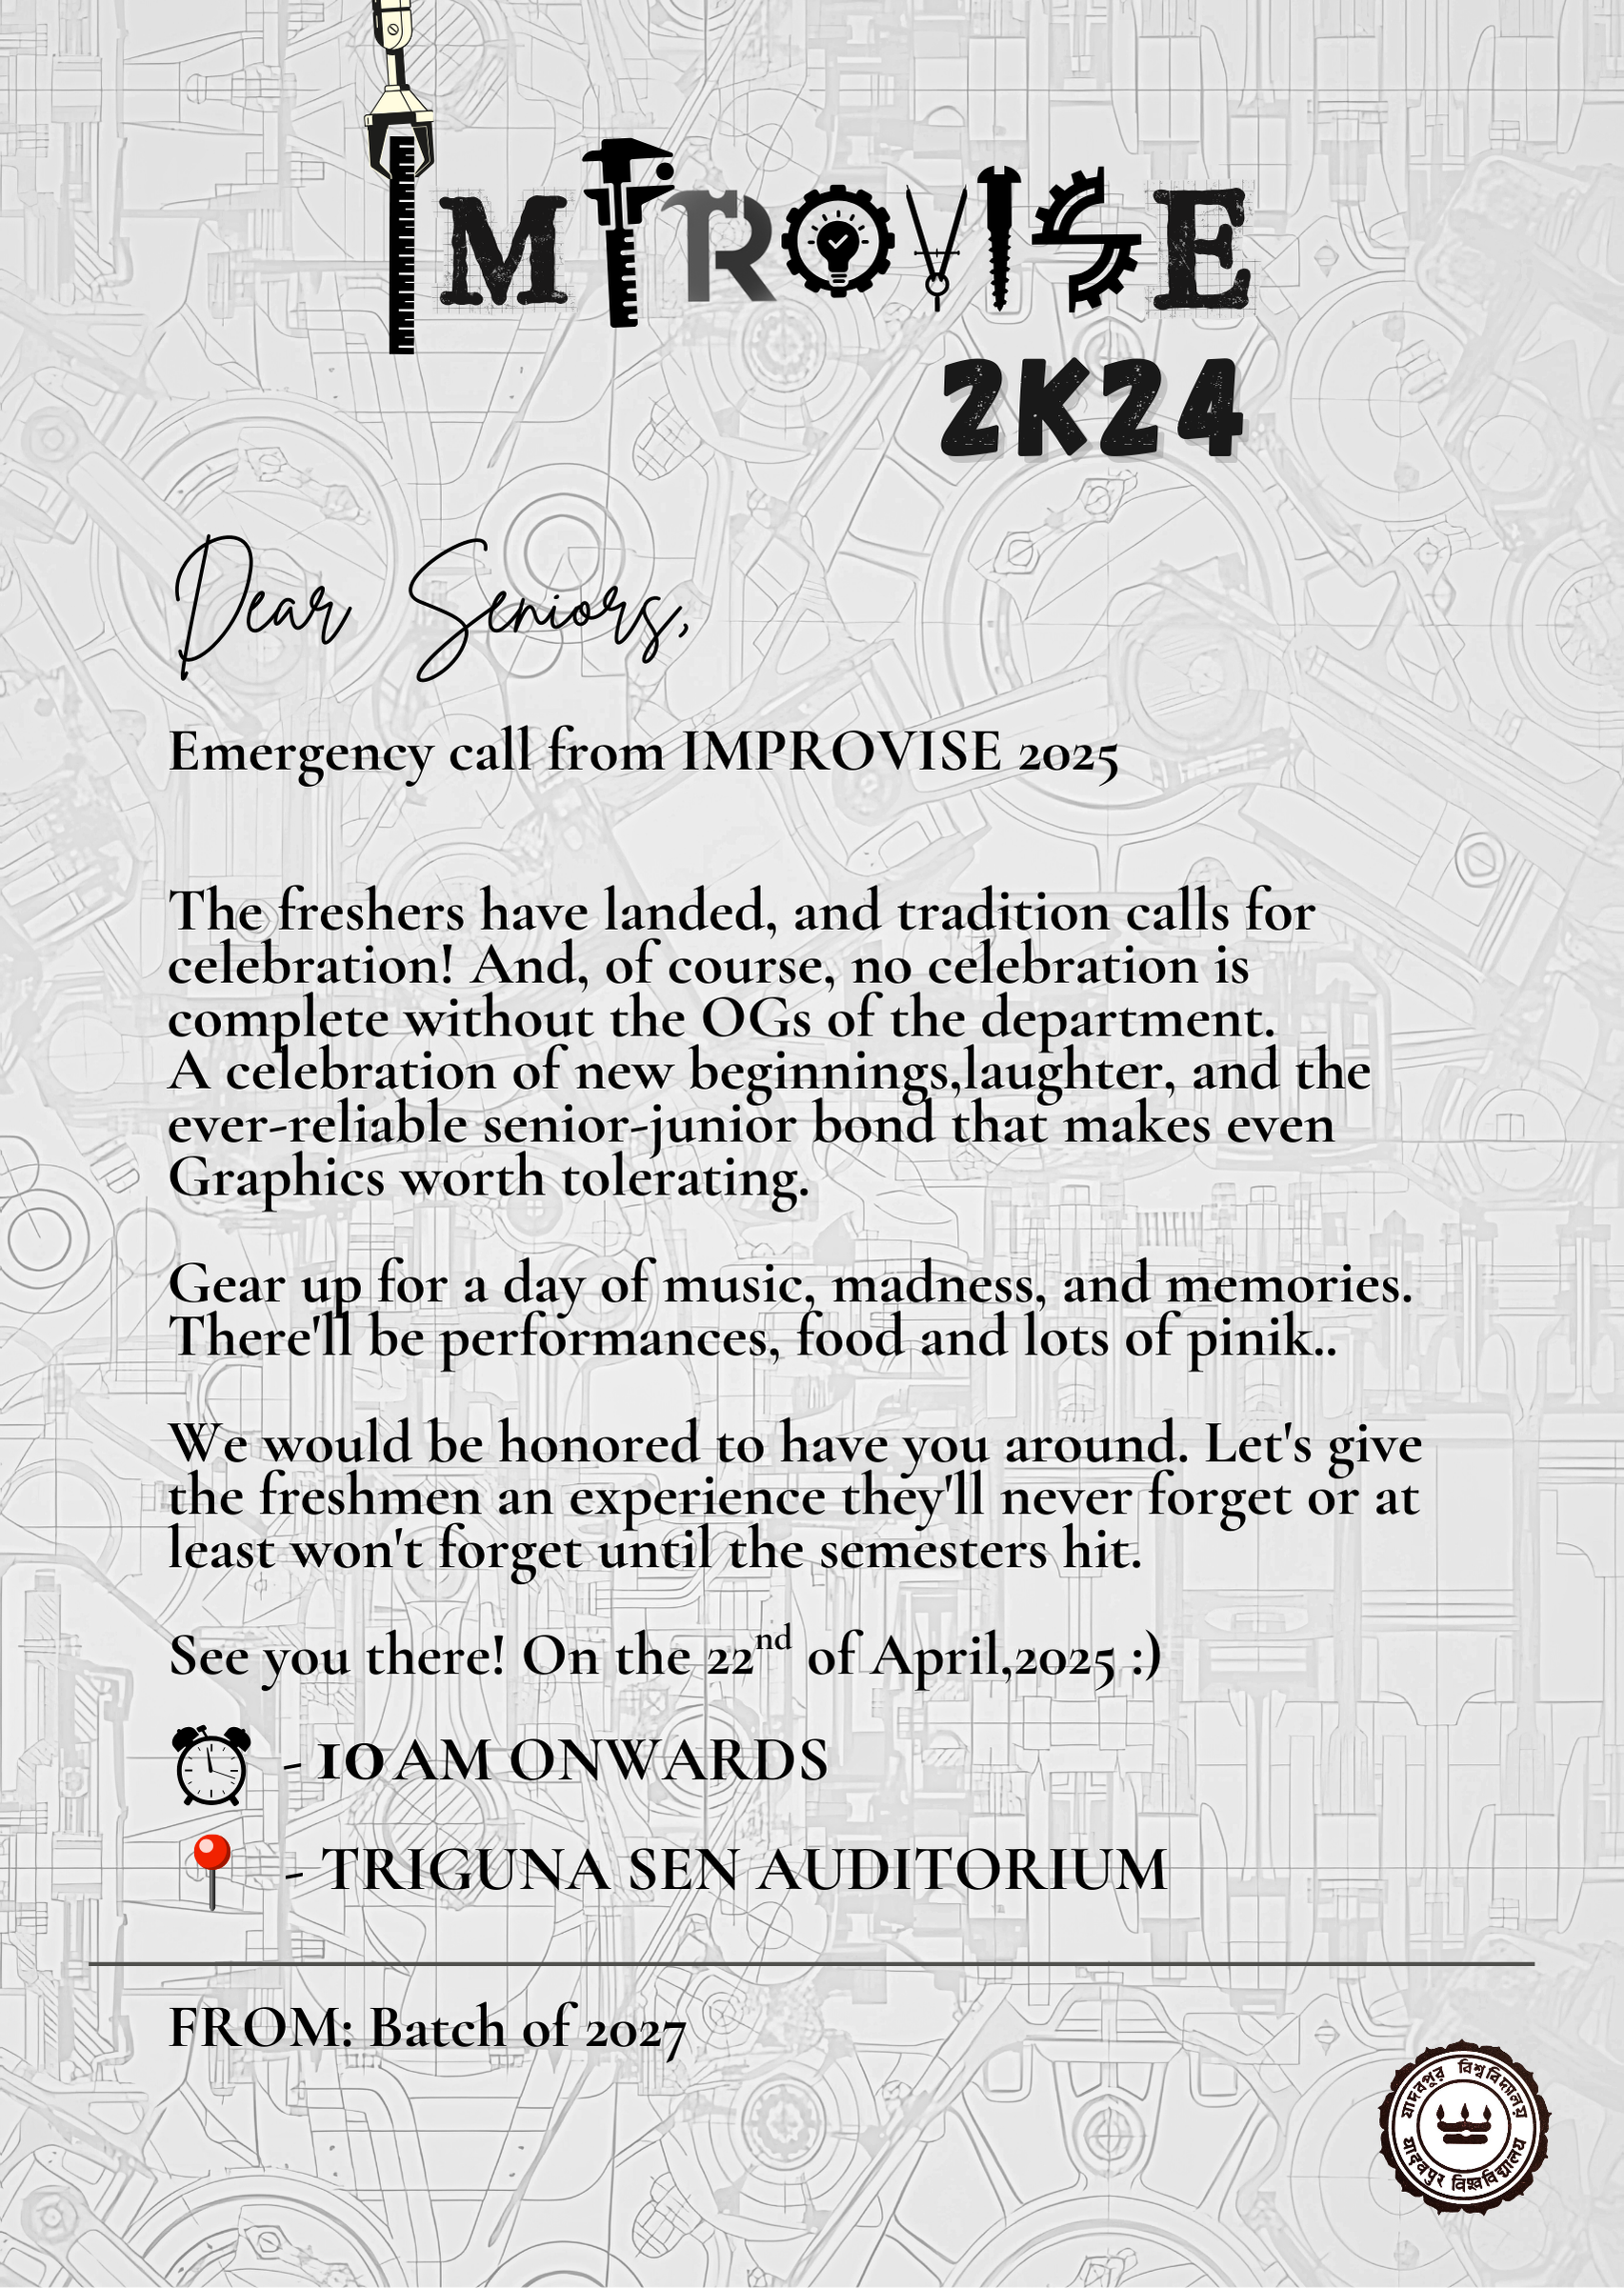 IMPROVISE
2K24
Dear Seniors,
Emergency call from IMPROVISE 2025
The freshers have landed, and tradition calls for
celebration! And, of course, no celebration is
complete without the OGs of the department.
A celebration of new beginnings,laughter, and the
ever-reliable senior-junior bond that makes even
Graphics worth tolerating.
Gear up for a day of music, madness, and memories.
There'll be performances, food and lots of pinik..
We would be honored to have you around. Let's give
the freshmen an experience they'll never forget or at
least won't forget until the semesters hit.
See you there! On the 22nd of April,2025 :)
- 10 AM ONWARDS
- TRIGUNA SEN AUDITORIUM
FROM: Batch of 2027
যাদবপুর বিশ্ববিদ্যালয়
यादवपुर विश्वविद्यालय